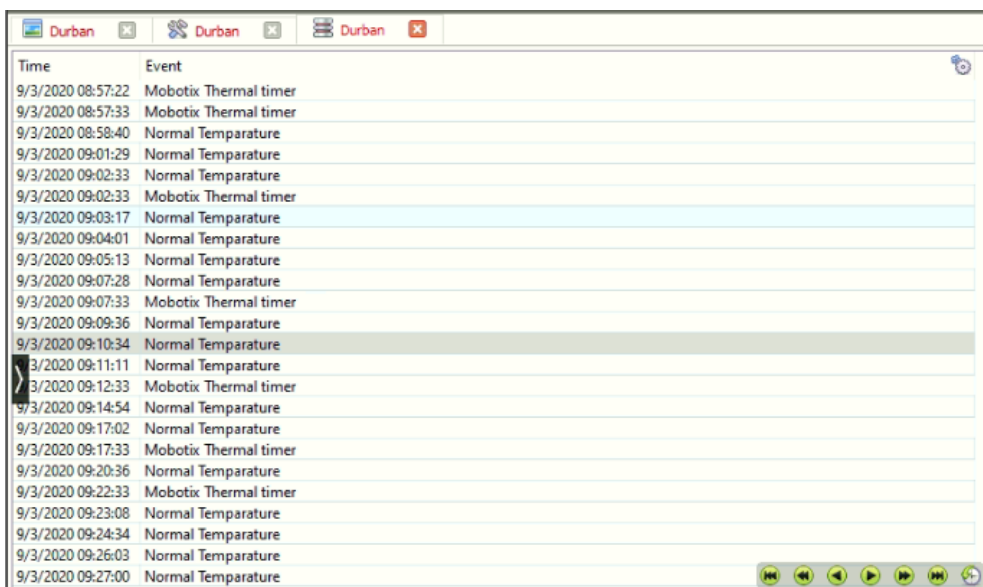 Durban Durban Durban
Time Event
9/3/2020 08:57:22 Mobotix Thermal timer
9/3/2020 08:57:33 Mobotix Thermal timer
9/3/2020 08:58:40 Normal Temparature
9/3/2020 09:01:29 Normal Temparature
9/3/2020 09:02:33 Normal Temparature
9/3/2020 09:02:33 Mobotix Thermal timer
9/3/2020 09:03:17 Normal Temparature
9/3/2020 09:04:01 Normal Temparature
9/3/2020 09:05:13 Normal Temparature
9/3/2020 09:07:28 Normal Temparature
9/3/2020 09:07:33 Mobotix Thermal timer
9/3/2020 09:09:36 Normal Temparature
9/3/2020 09:10:34 Normal Temparature
9/3/2020 09:11:11 Normal Temparature
/3/2020 09:12:33 Mobotix Thermal timer
9/3/2020 09:14:54 Normal Temparature
9/3/2020 09:17:02 Normal Temparature
9/3/2020 09:17:33 Mobotix Thermal timer
9/3/2020 09:20:36 Normal Temparature
9/3/2020 09:22:33 Mobotix Thermal timer
9/3/2020 09:23:08 Normal Temparature
9/3/2020 09:24:34 Normal Temparature
9/3/2020 09:26:03 Normal Temparature
9/3/2020 09:27:00 Normal Temparature